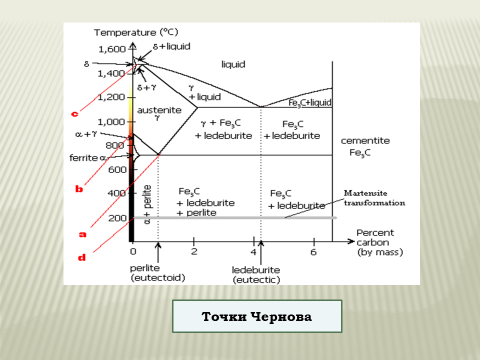 Temperature (°C)
1,600
δ+liquid
liquid
δ
1,400
δ+γ
γ
+ liquid
1,200
Fe₃C+liquid
c
1,000
austenite
γ
γ + Fe₃C
+ ledeburite
Fe₃C
+ ledeburite
α+γ
800
cementite
Fe₃C
ferrite α
600
b
400
α + perlite
Fe₃C
+ ledeburite
+ perlite
Fe₃C
+ ledeburite
Martensite
transformation
200
a
d
0
2
4
6
Percent
carbon
(by mass)
perlite
(eutectoid)
ledeburite
(eutectic)
Точки Чернова